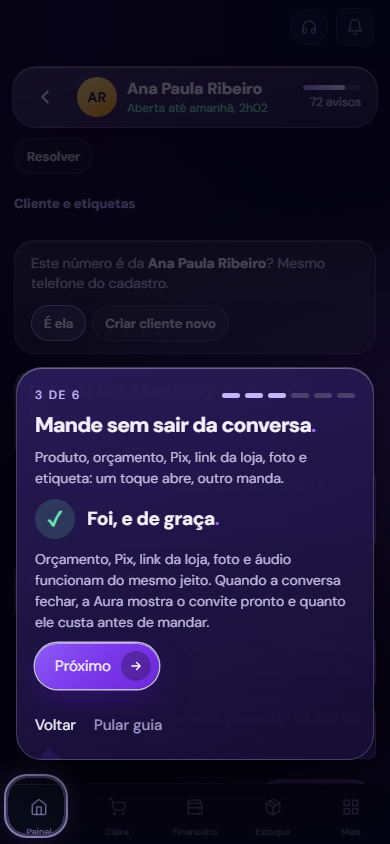 AR
Ana Paula Ribeiro
Aberta até amanhã, 2h02
72 avisos
Resolver
Cliente e etiquetas
Este número é da Ana Paula Ribeiro? Mesmo
telefone do cadastro.
É ela
Criar cliente novo
3 DE 6
Mande sem sair da conversa.
Produto, orçamento, Pix, link da loja, foto e
etiqueta: um toque abre, outro manda.
✓ Foi, e de graça.
Orçamento, Pix, link da loja, foto e áudio
funcionam do mesmo jeito. Quando a conversa
fechar, a Aura mostra o convite pronto e quanto
ele custa antes de mandar.
Próximo →
Voltar
Pular guia
Painel
Caixa
Financeiro
Estoque
Mais